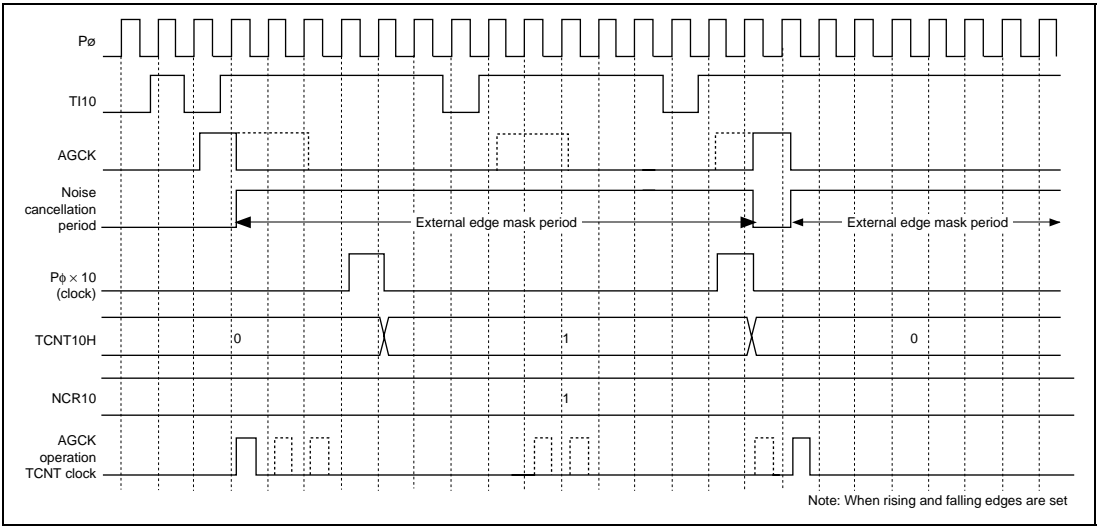 Pø
TI10
AGCK
Noise
cancellation
period
External edge mask period
External edge mask period
Pϕ × 10
(clock)
TCNT10H
0
1
0
NCR10
1
AGCK
operation
TCNT clock
Note: When rising and falling edges are set